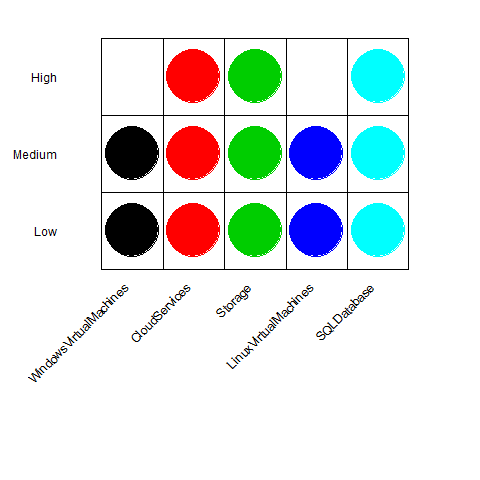 High
Medium
Low
WindowsVirtualMachines
CloudServices
Storage
LinuxVirtualMachines
SQLDatabase